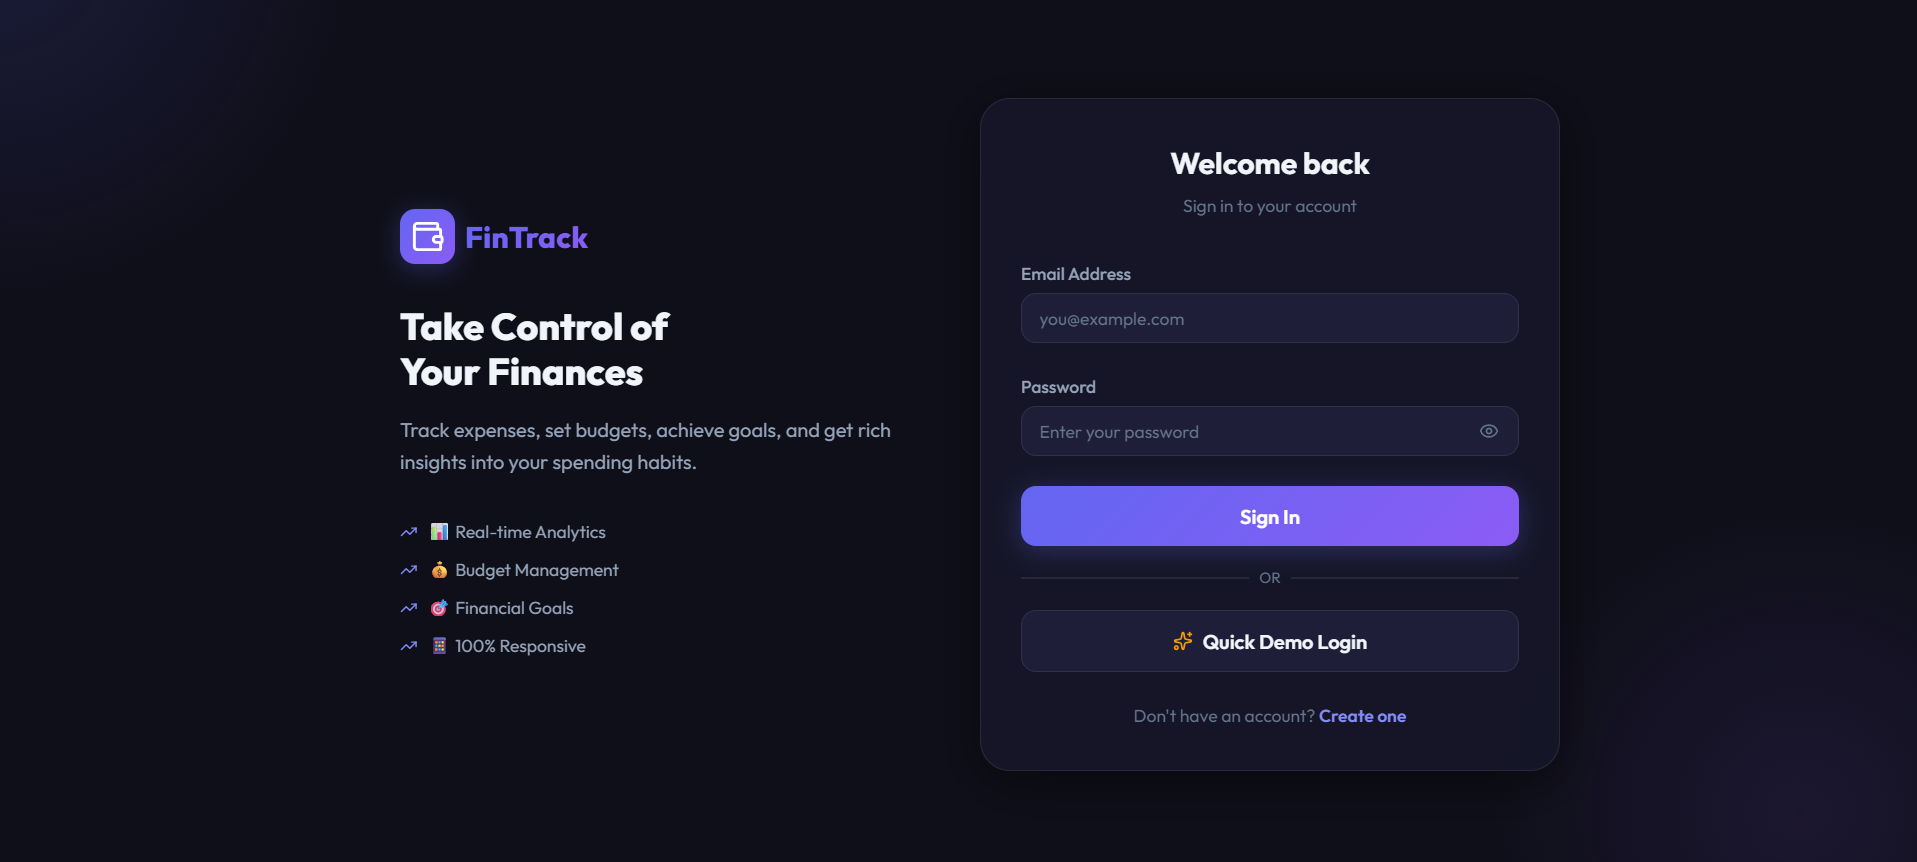 FinTrack
Take Control of
Your Finances
Track expenses, set budgets, achieve goals, and get rich
insights into your spending habits.
Real-time Analytics
Budget Management
Financial Goals
100% Responsive
Welcome back
Sign in to your account
Email Address
you@example.com
Password
Enter your password
Sign In
OR
Quick Demo Login
Don't have an account? Create one